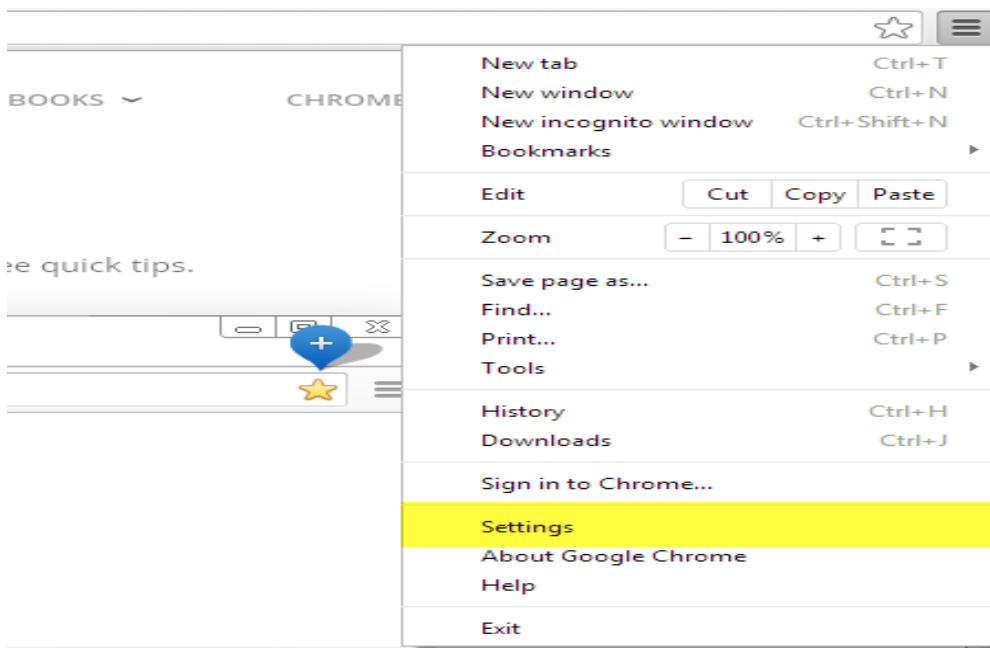 BOOKS
CHROME
ee quick tips.
New tab Ctrl+T
New window Ctrl+N
New incognito window Ctrl+Shift+N
Bookmarks
Edit Cut Copy Paste
Zoom - 100% +
Save page as... Ctrl+S
Find... Ctrl+F
Print... Ctrl+P
Tools
History Ctrl+H
Downloads Ctrl+J
Sign in to Chrome...
Settings
About Google Chrome
Help
Exit